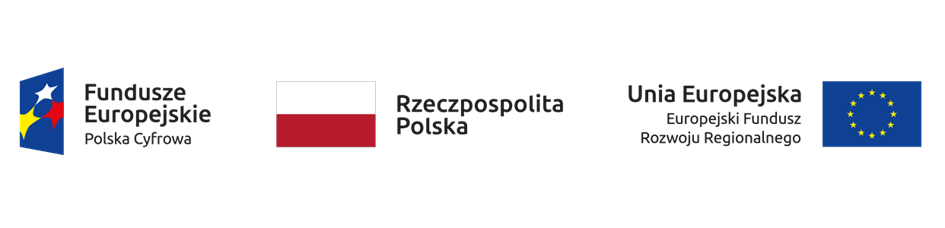 Fundusze
Europejskie
Polska Cyfrowa
Rzeczpospolita
Polska
Unia Europejska
Europejski Fundusz
Rozwoju Regionalnego